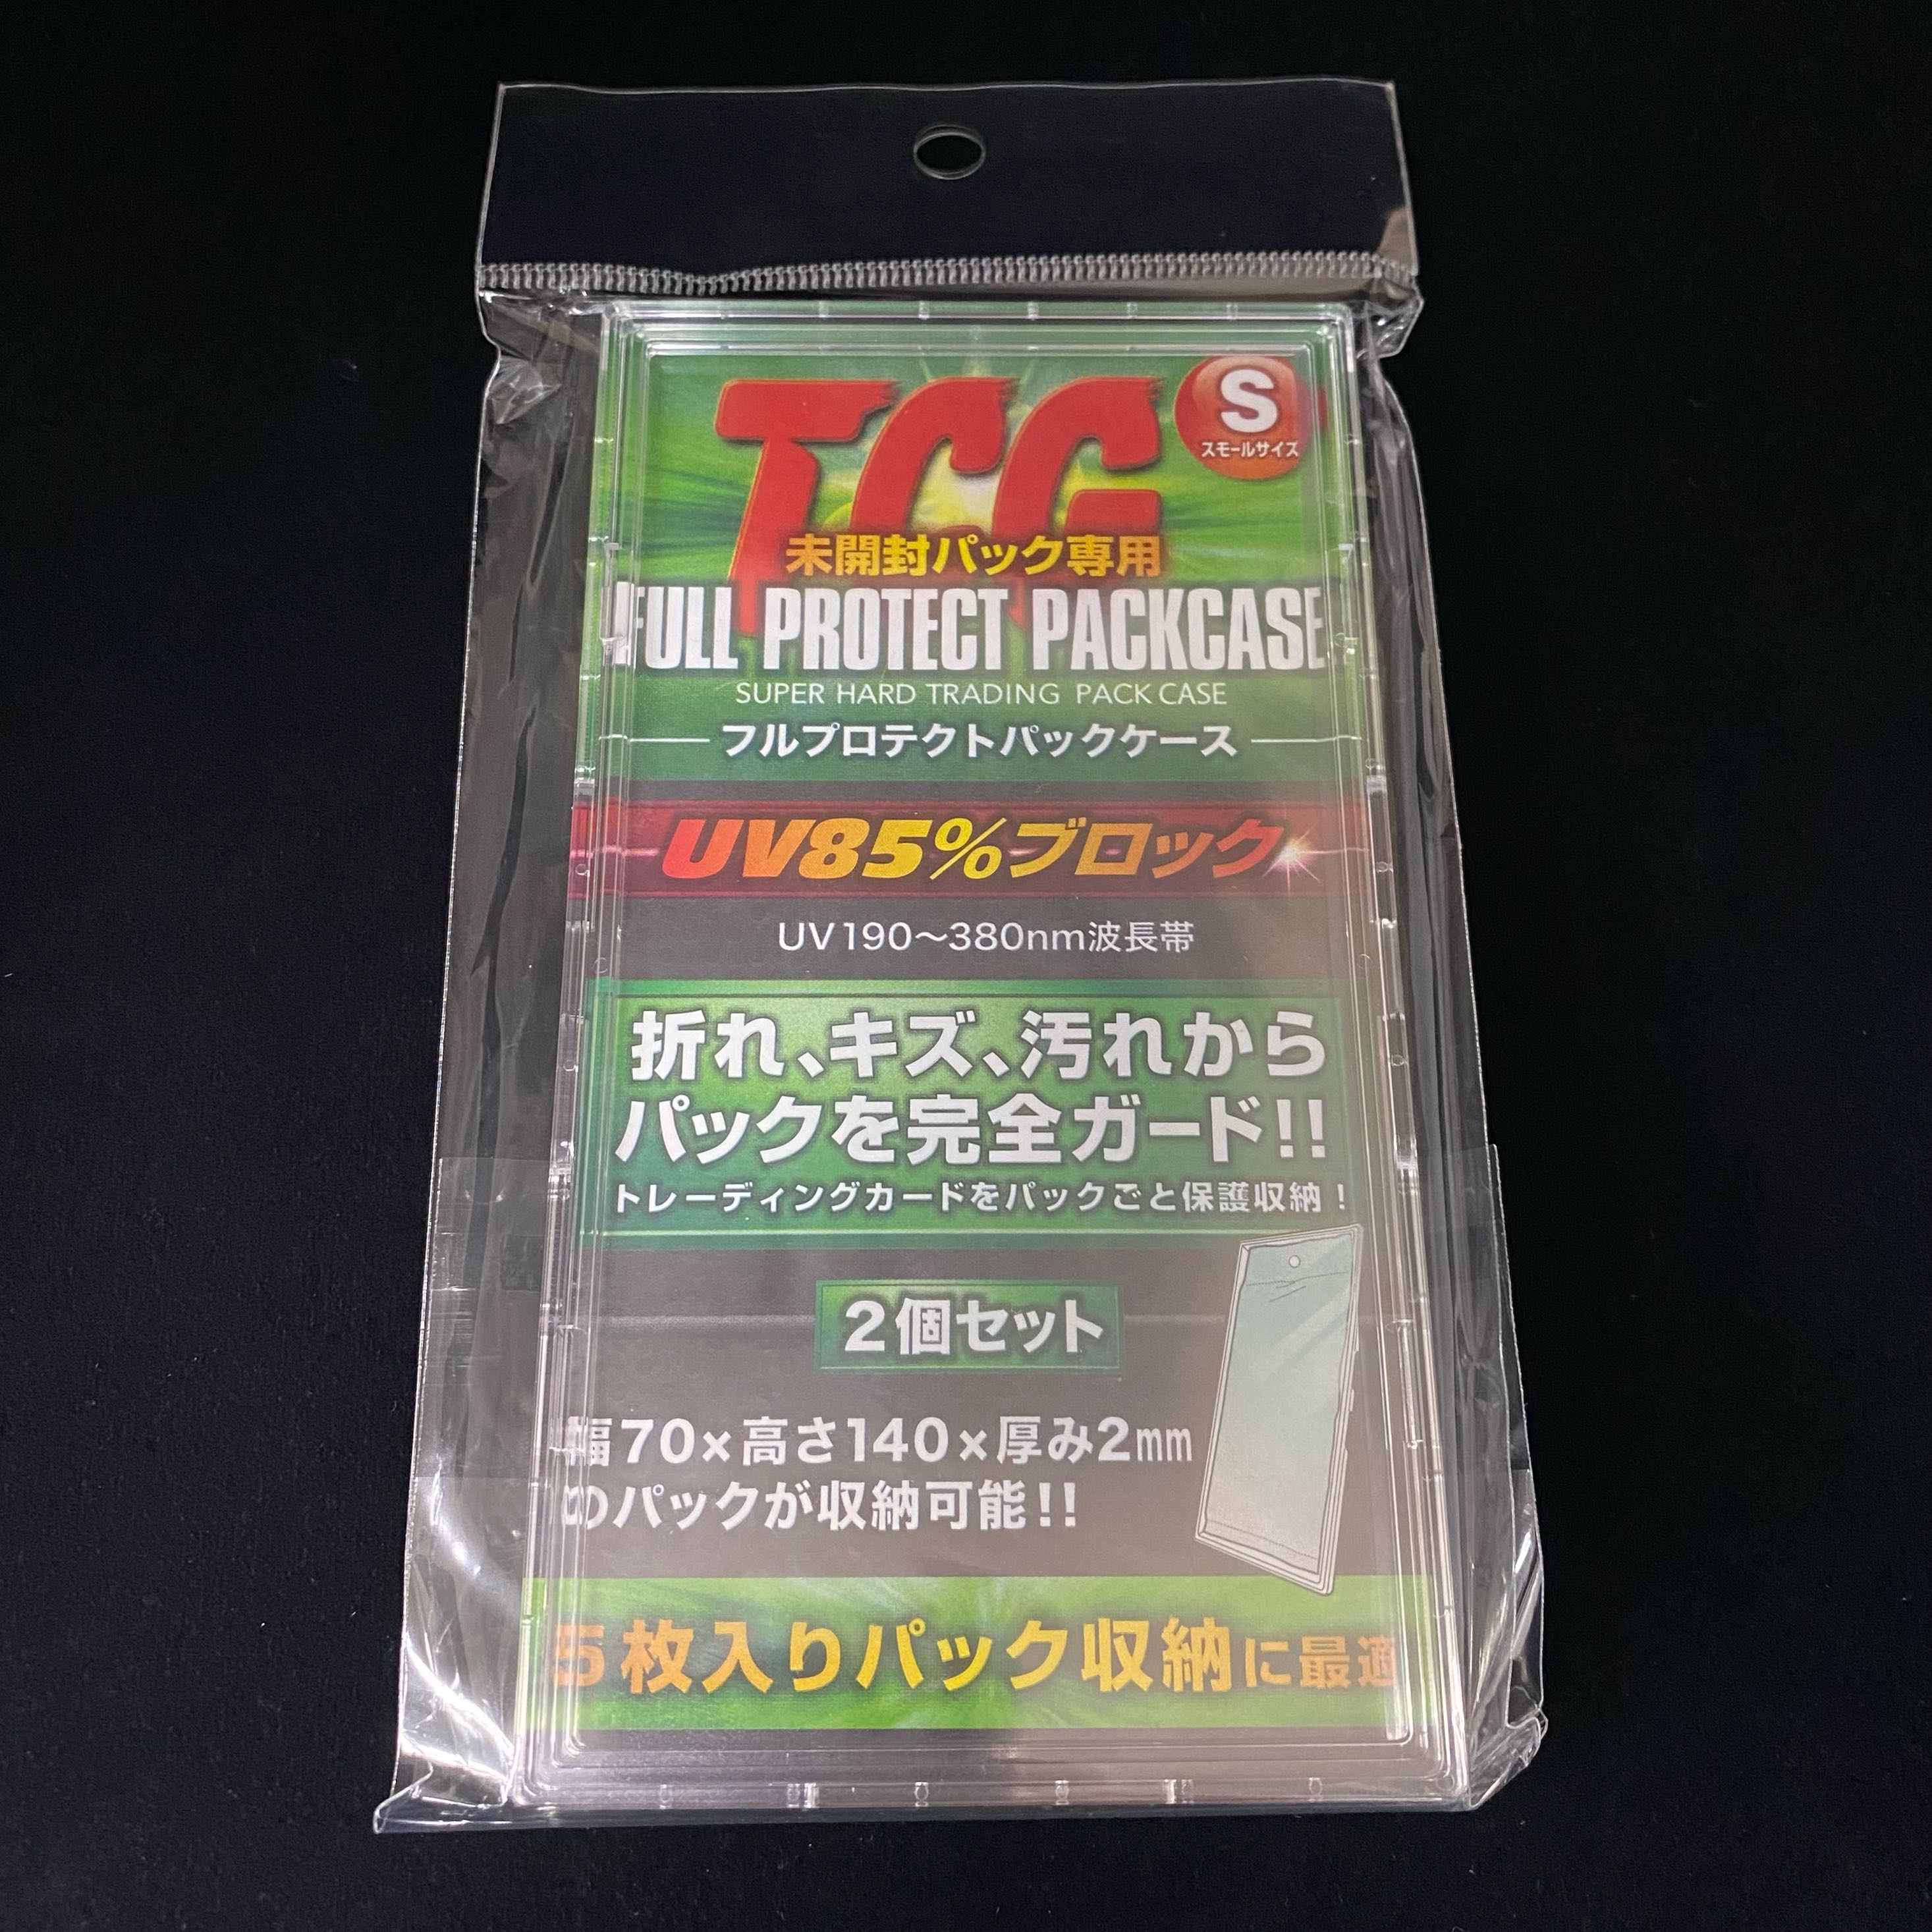 TCG
S
スモールサイズ
未開封パック専用
FULL PROTECT PACKCASE
SUPER HARD TRADING PACK CASE
フルプロテクトパックケース
UV85%ブロック
UV190〜380nm波長帯
折れ、キズ、汚れから
パックを完全ガード!!
トレーディングカードをパックごと保護収納！
2個セット
幅70×高さ140×厚み2mm
のパックが収納可能!!
5枚入りパック収納に最適